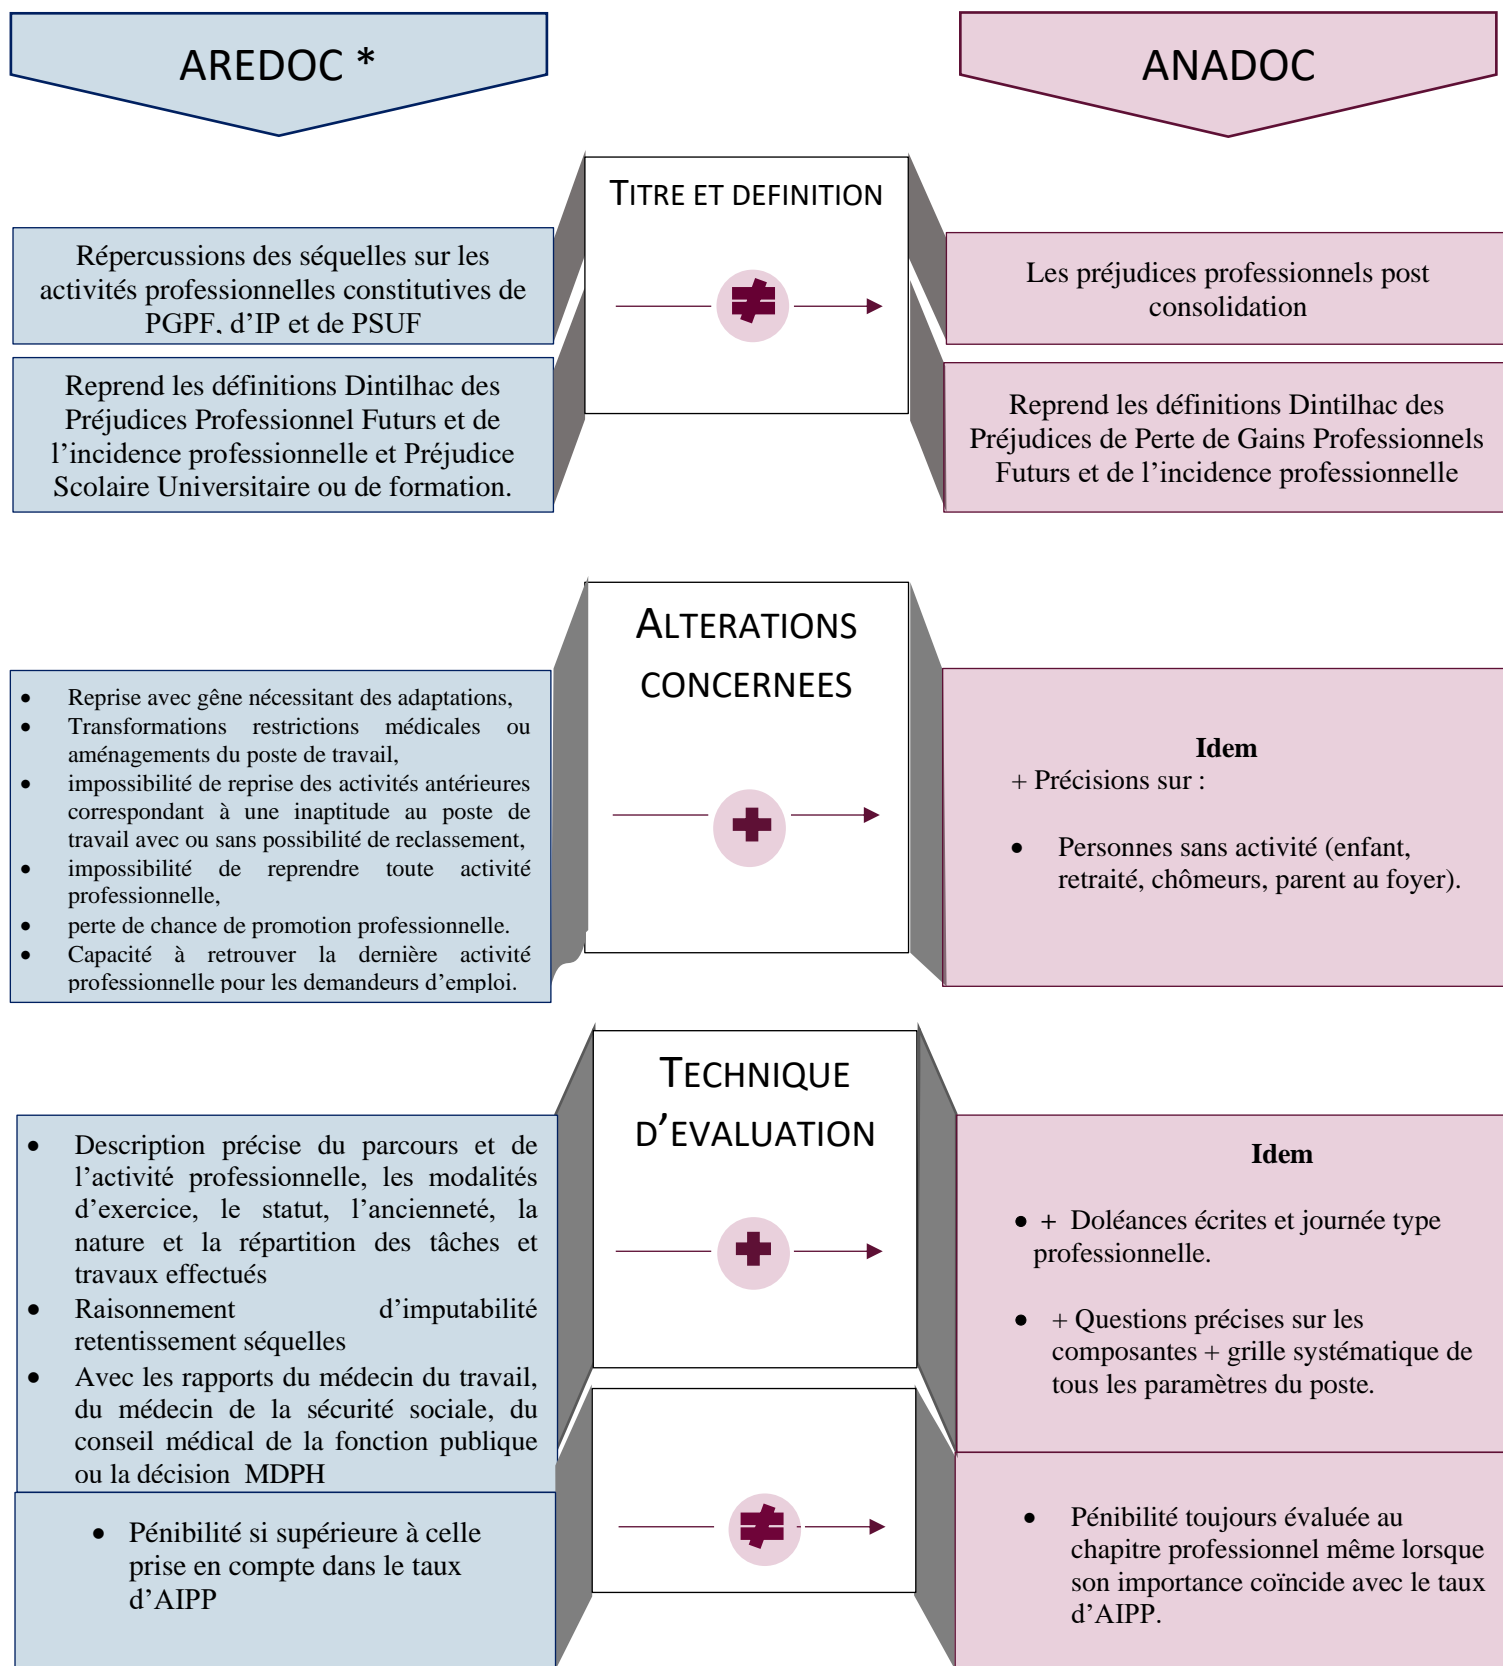 AREDOC *
ANADOC
TITRE ET DEFINITION
Répercussions des séquelles sur les
activités professionnelles constitutives de
PGPF, d’IP et de PSUF
Les préjudices professionnels post
consolidation
Reprend les définitions Dintilhac des
Préjudices Professionnel Futurs et de
l’incidence professionnelle et Préjudice
Scolaire Universitaire ou de formation.
Reprend les définitions Dintilhac des
Préjudices de Perte de Gains Professionnels
Futurs et de l’incidence professionnelle
ALTERATIONS
CONCERNEES
• Reprise avec gêne nécessitant des adaptations,
• Transformations restrictions médicales ou
aménagements du poste de travail,
• impossibilité de reprise des activités antérieures
correspondant à une inaptitude au poste de
travail avec ou sans possibilité de reclassement,
• impossibilité de reprendre toute activité
professionnelle,
• perte de chance de promotion professionnelle.
• Capacité à retrouver la dernière activité
professionnelle pour les demandeurs d’emploi.
Idem
+ Précisions sur :
• Personnes sans activité (enfant,
retraité, chômeurs, parent au foyer).
TECHNIQUE
D’EVALUATION
• Description précise du parcours et de
l’activité professionnelle, les modalités
d’exercice, le statut, l’ancienneté, la
nature et la répartition des tâches et
travaux effectués
• Raisonnement d’imputabilité
retentissement séquelles
• Avec les rapports du médecin du travail,
du médecin de la sécurité sociale, du
conseil médical de la fonction publique
ou la décision MDPH
Idem
• + Doléances écrites et journée type
professionnelle.
• + Questions précises sur les
composantes + grille systématique de
tous les paramètres du poste.
• Pénibilité si supérieure à celle
prise en compte dans le taux
d’AIPP
• Pénibilité toujours évaluée au
chapitre professionnel même lorsque
son importance coïncide avec le taux
d’AIPP.